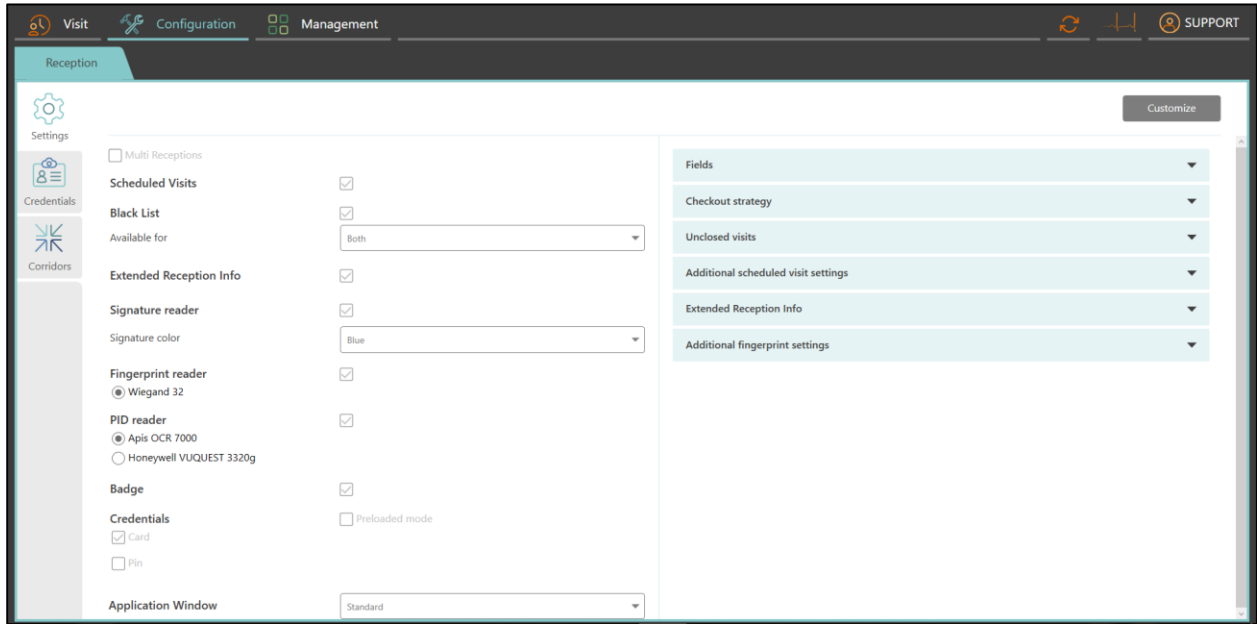 Visit Configuration Management SUPPORT
Reception
Customize
Settings
Credentials
Corridors
Multi Receptions
Scheduled Visits
Black List
Available for Both
Extended Reception Info
Signature reader
Signature color Blue
Fingerprint reader
Wiegand 32
PID reader
Apis OCR 7000
Honeywell VUQUEST 3320g
Badge
Credentials Preloaded mode
Card
Pin
Application Window Standard
Fields
Checkout strategy
Unclosed visits
Additional scheduled visit settings
Extended Reception Info
Additional fingerprint settings